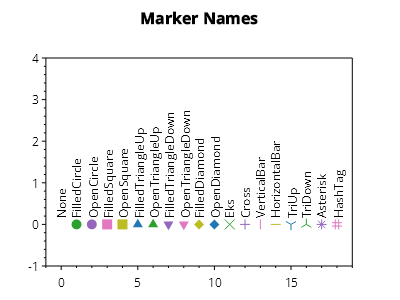 Marker Names
4
3
2
1
0
-1
None
FilledCircle
OpenCircle
FilledSquare
OpenSquare
FilledTriangleUp
OpenTriangleUp
FilledTriangleDown
OpenTriangleDown
FilledDiamond
OpenDiamond
Eks
Cross
VerticalBar
HorizontalBar
TriUp
TriDown
Asterisk
HashTag
0 5 10 15